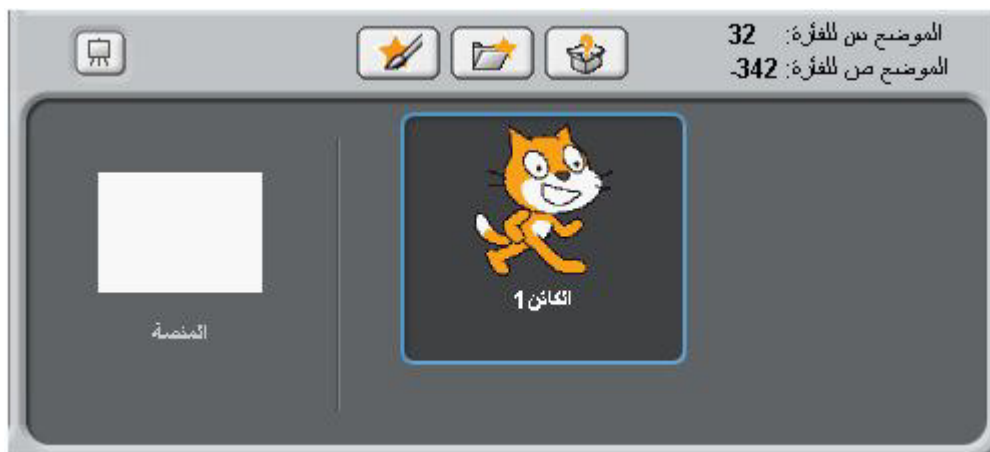 الموضع س للفأرة: 32
الموضع ص للفأرة: -342
الكائن1
المنصة